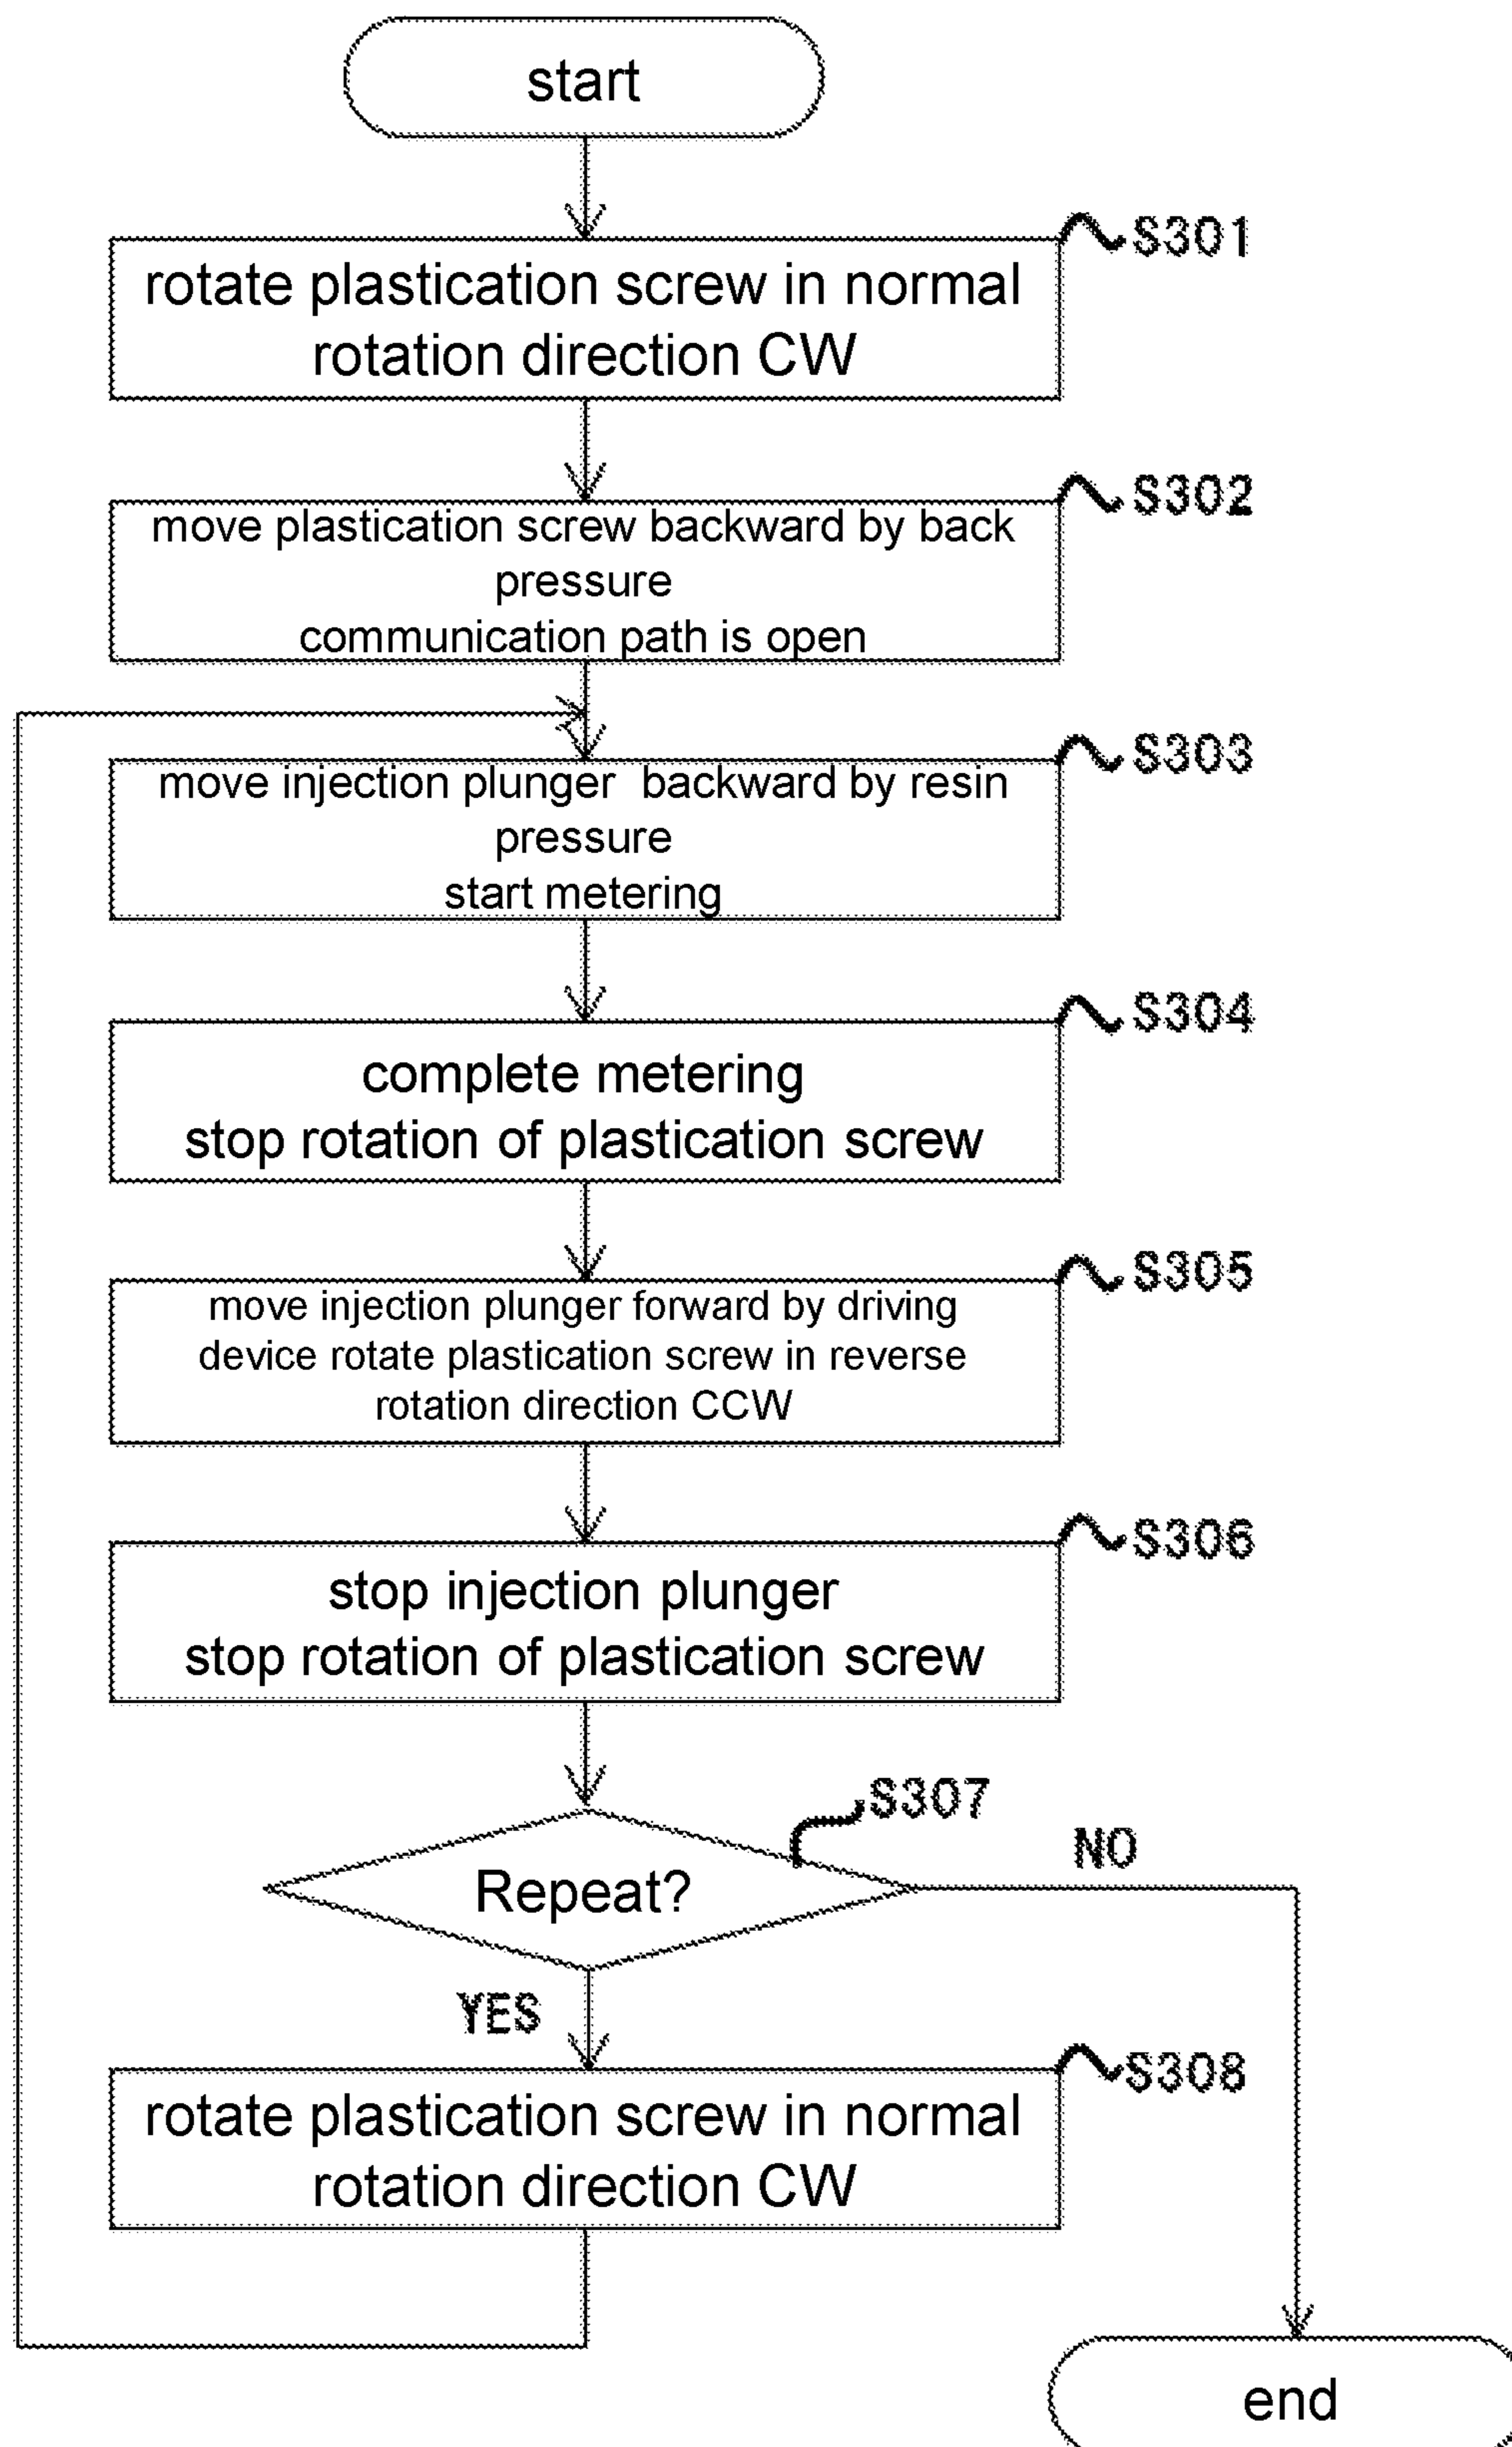 start
S301
rotate plastication screw in normal
rotation direction CW
S302
move plastication screw backward by back
pressure
communication path is open
S303
move injection plunger backward by resin
pressure
start metering
S304
complete metering
stop rotation of plastication screw
S305
move injection plunger forward by driving
device rotate plastication screw in reverse
rotation direction CCW
S306
stop injection plunger
stop rotation of plastication screw
S307
NO
Repeat?
YES
S308
rotate plastication screw in normal
rotation direction CW
end